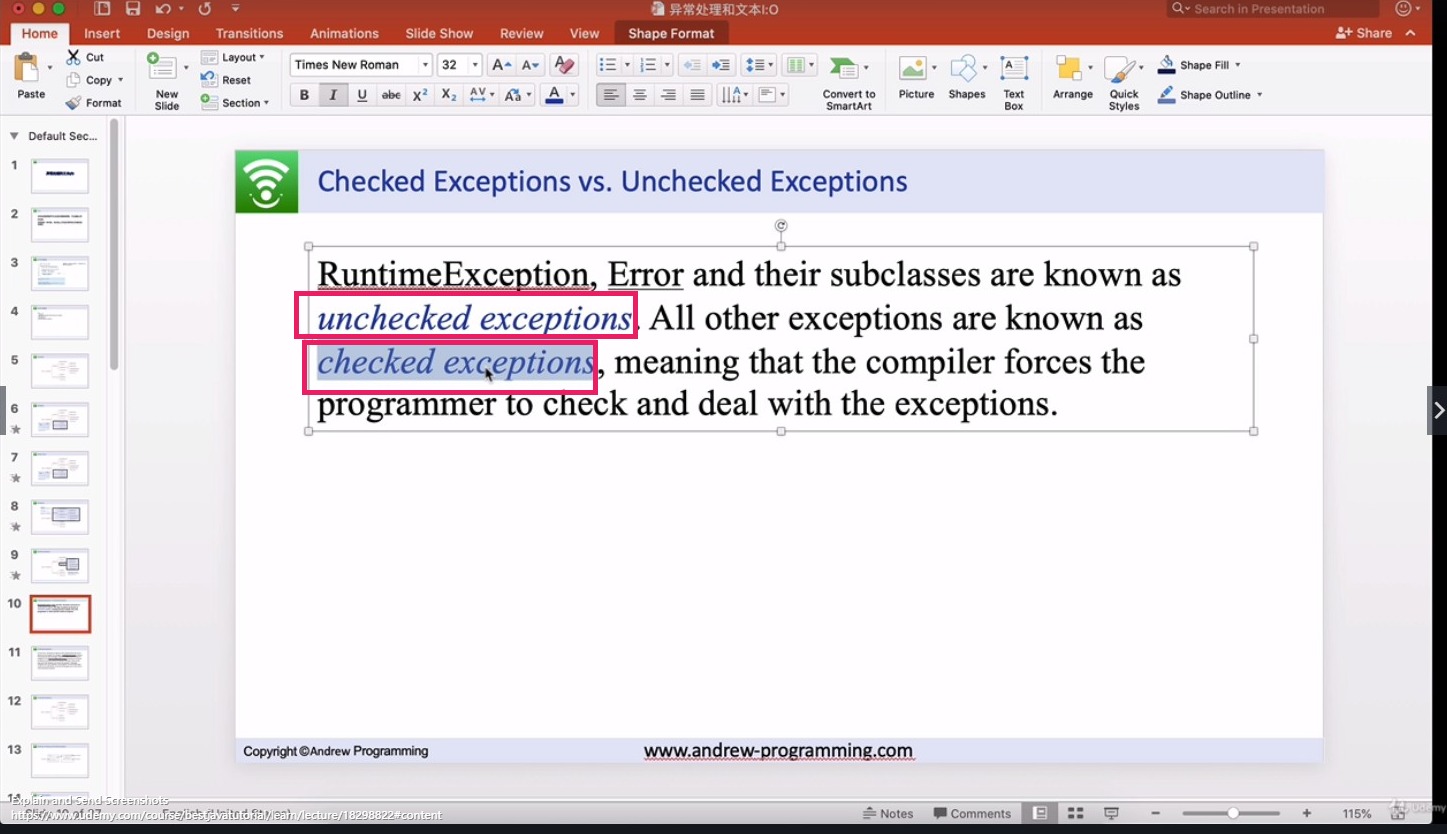 异常处理和文本I:O
Search in Presentation
Home Insert Design Transitions Animations Slide Show Review View Shape Format
Share
Paste
Cut
Copy
Format
New Slide
Layout
Reset
Section
Times New Roman 32
B I U abc X² X₂ AV Aa A
Convert to SmartArt
Picture
Shapes
Text Box
Arrange
Quick Styles
Shape Fill
Shape Outline
Default Sec...
1
2
3
4
5
6
7
8
9
10
11
12
13
14
Checked Exceptions vs. Unchecked Exceptions
RuntimeException, Error and their subclasses are known as
unchecked exceptions. All other exceptions are known as
checked exceptions, meaning that the compiler forces the
programmer to check and deal with the exceptions.
Copyright ©Andrew Programming
www.andrew-programming.com
Explain and Send Screenshots
https://www.udemy.com/course/bestjavatutorial/learn/lecture/18298822#content
Notes
Comments
115%
Udemy